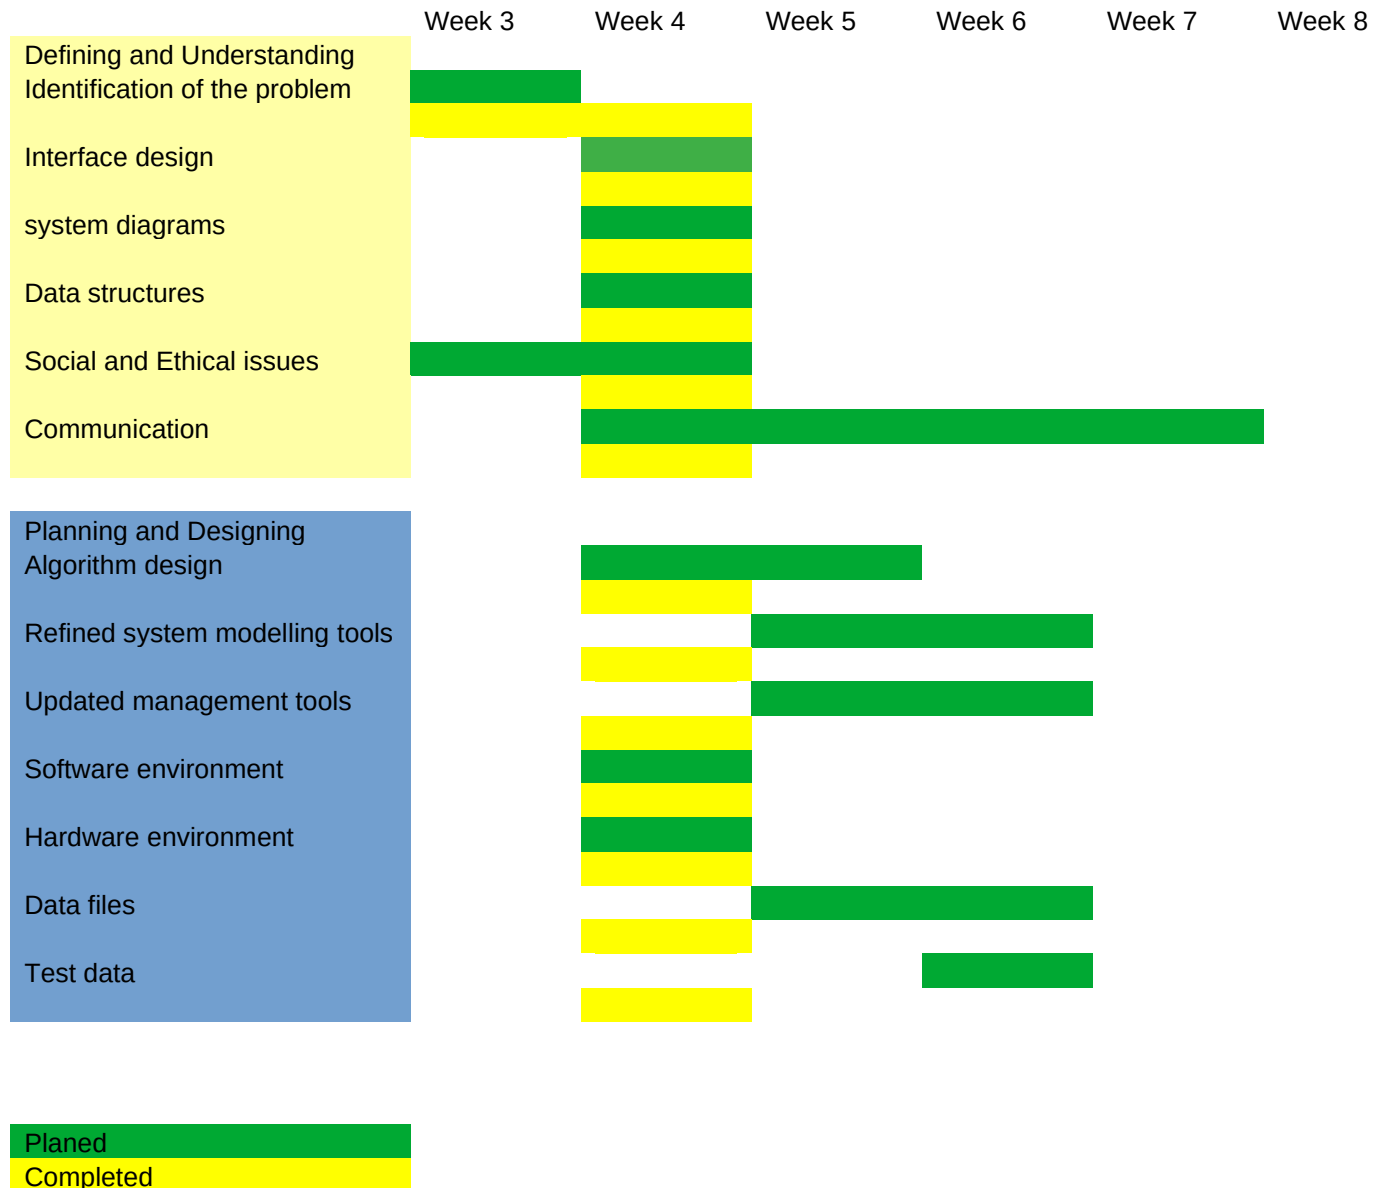 Week 3 Week 4 Week 5 Week 6 Week 7 Week 8
Defining and Understanding
Identification of the problem
Interface design
system diagrams
Data structures
Social and Ethical issues
Communication
Planning and Designing
Algorithm design
Refined system modelling tools
Updated management tools
Software environment
Hardware environment
Data files
Test data
Planed
Completed